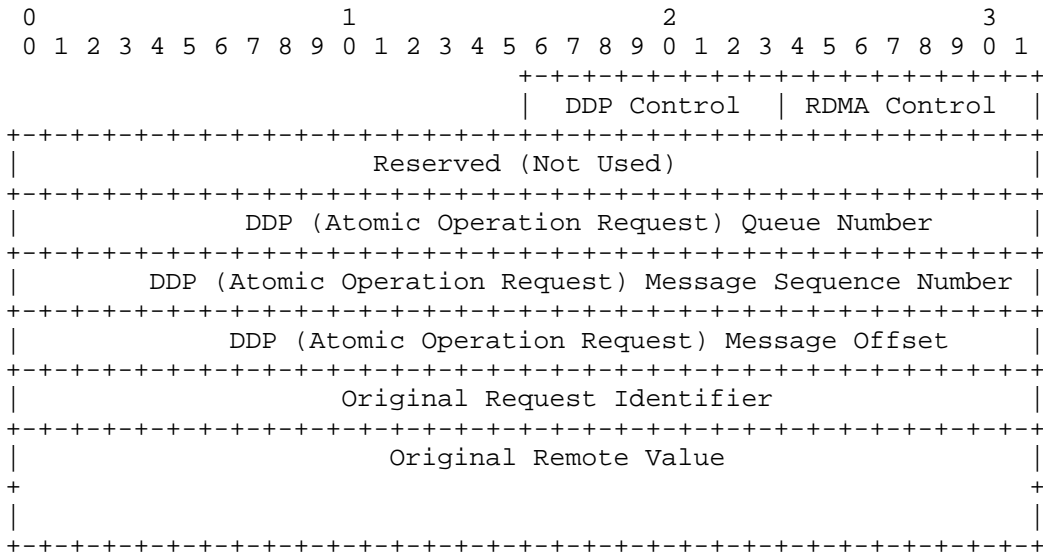 0                   1                   2                   3
0 1 2 3 4 5 6 7 8 9 0 1 2 3 4 5 6 7 8 9 0 1 2 3 4 5 6 7 8 9 0 1
+-+-+-+-+-+-+-+-+-+-+-+-+-+-+-+-+
| DDP Control | RDMA Control |
+-+-+-+-+-+-+-+-+-+-+-+-+-+-+-+-+-+-+-+-+-+-+-+-+-+-+-+-+-+-+-+-+
| Reserved (Not Used) |
+-+-+-+-+-+-+-+-+-+-+-+-+-+-+-+-+-+-+-+-+-+-+-+-+-+-+-+-+-+-+-+-+
| DDP (Atomic Operation Request) Queue Number |
+-+-+-+-+-+-+-+-+-+-+-+-+-+-+-+-+-+-+-+-+-+-+-+-+-+-+-+-+-+-+-+-+
| DDP (Atomic Operation Request) Message Sequence Number |
+-+-+-+-+-+-+-+-+-+-+-+-+-+-+-+-+-+-+-+-+-+-+-+-+-+-+-+-+-+-+-+-+
| DDP (Atomic Operation Request) Message Offset |
+-+-+-+-+-+-+-+-+-+-+-+-+-+-+-+-+-+-+-+-+-+-+-+-+-+-+-+-+-+-+-+-+
| Original Request Identifier |
+-+-+-+-+-+-+-+-+-+-+-+-+-+-+-+-+-+-+-+-+-+-+-+-+-+-+-+-+-+-+-+-+
| Original Remote Value |
+ +
| |
+-+-+-+-+-+-+-+-+-+-+-+-+-+-+-+-+-+-+-+-+-+-+-+-+-+-+-+-+-+-+-+-+